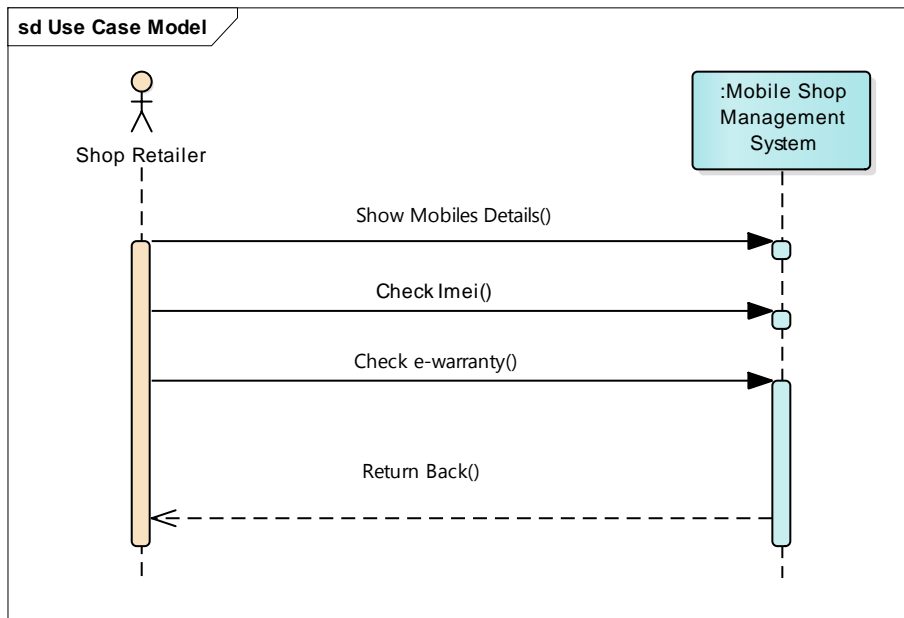 sd Use Case Model
:Mobile Shop
Management
System
Shop Retailer
Show Mobiles Details()
Check Imei()
Check e-warranty()
Return Back()